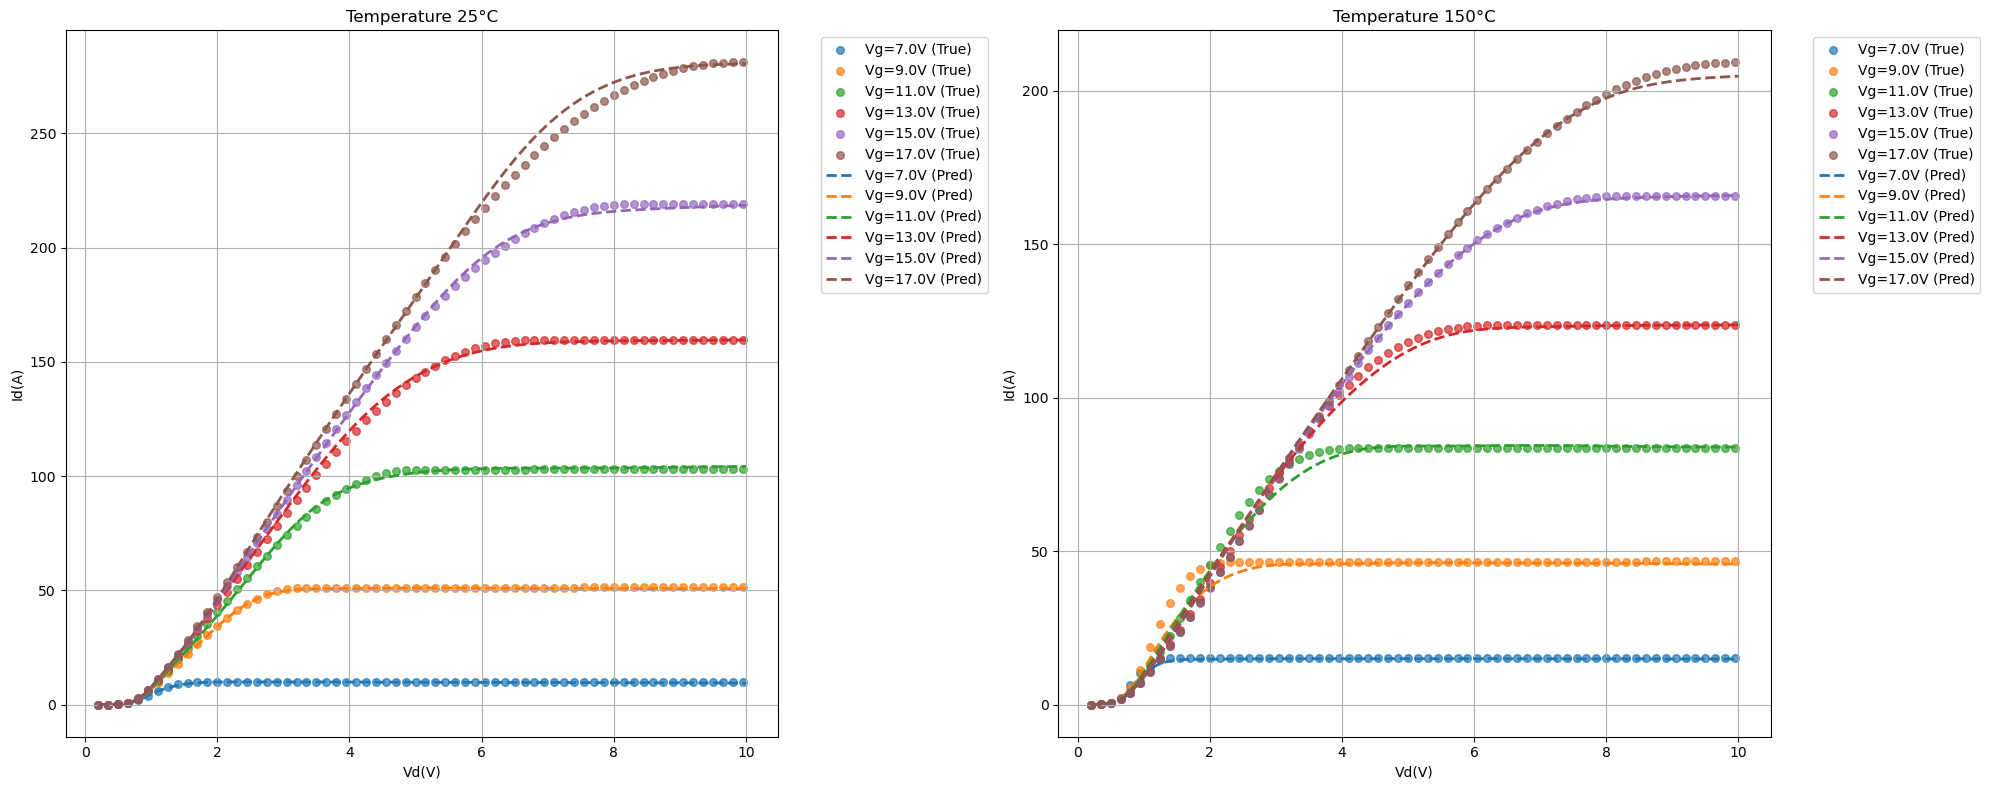 Temperature 25°C
Id(A)
250
200
150
100
50
0
0 2 4 6 8 10
Vd(V)
Vg=7.0V (True)
Vg=9.0V (True)
Vg=11.0V (True)
Vg=13.0V (True)
Vg=15.0V (True)
Vg=17.0V (True)
Vg=7.0V (Pred)
Vg=9.0V (Pred)
Vg=11.0V (Pred)
Vg=13.0V (Pred)
Vg=15.0V (Pred)
Vg=17.0V (Pred)
Temperature 150°C
Id(A)
200
150
100
50
0
0 2 4 6 8 10
Vd(V)
Vg=7.0V (True)
Vg=9.0V (True)
Vg=11.0V (True)
Vg=13.0V (True)
Vg=15.0V (True)
Vg=17.0V (True)
Vg=7.0V (Pred)
Vg=9.0V (Pred)
Vg=11.0V (Pred)
Vg=13.0V (Pred)
Vg=15.0V (Pred)
Vg=17.0V (Pred)